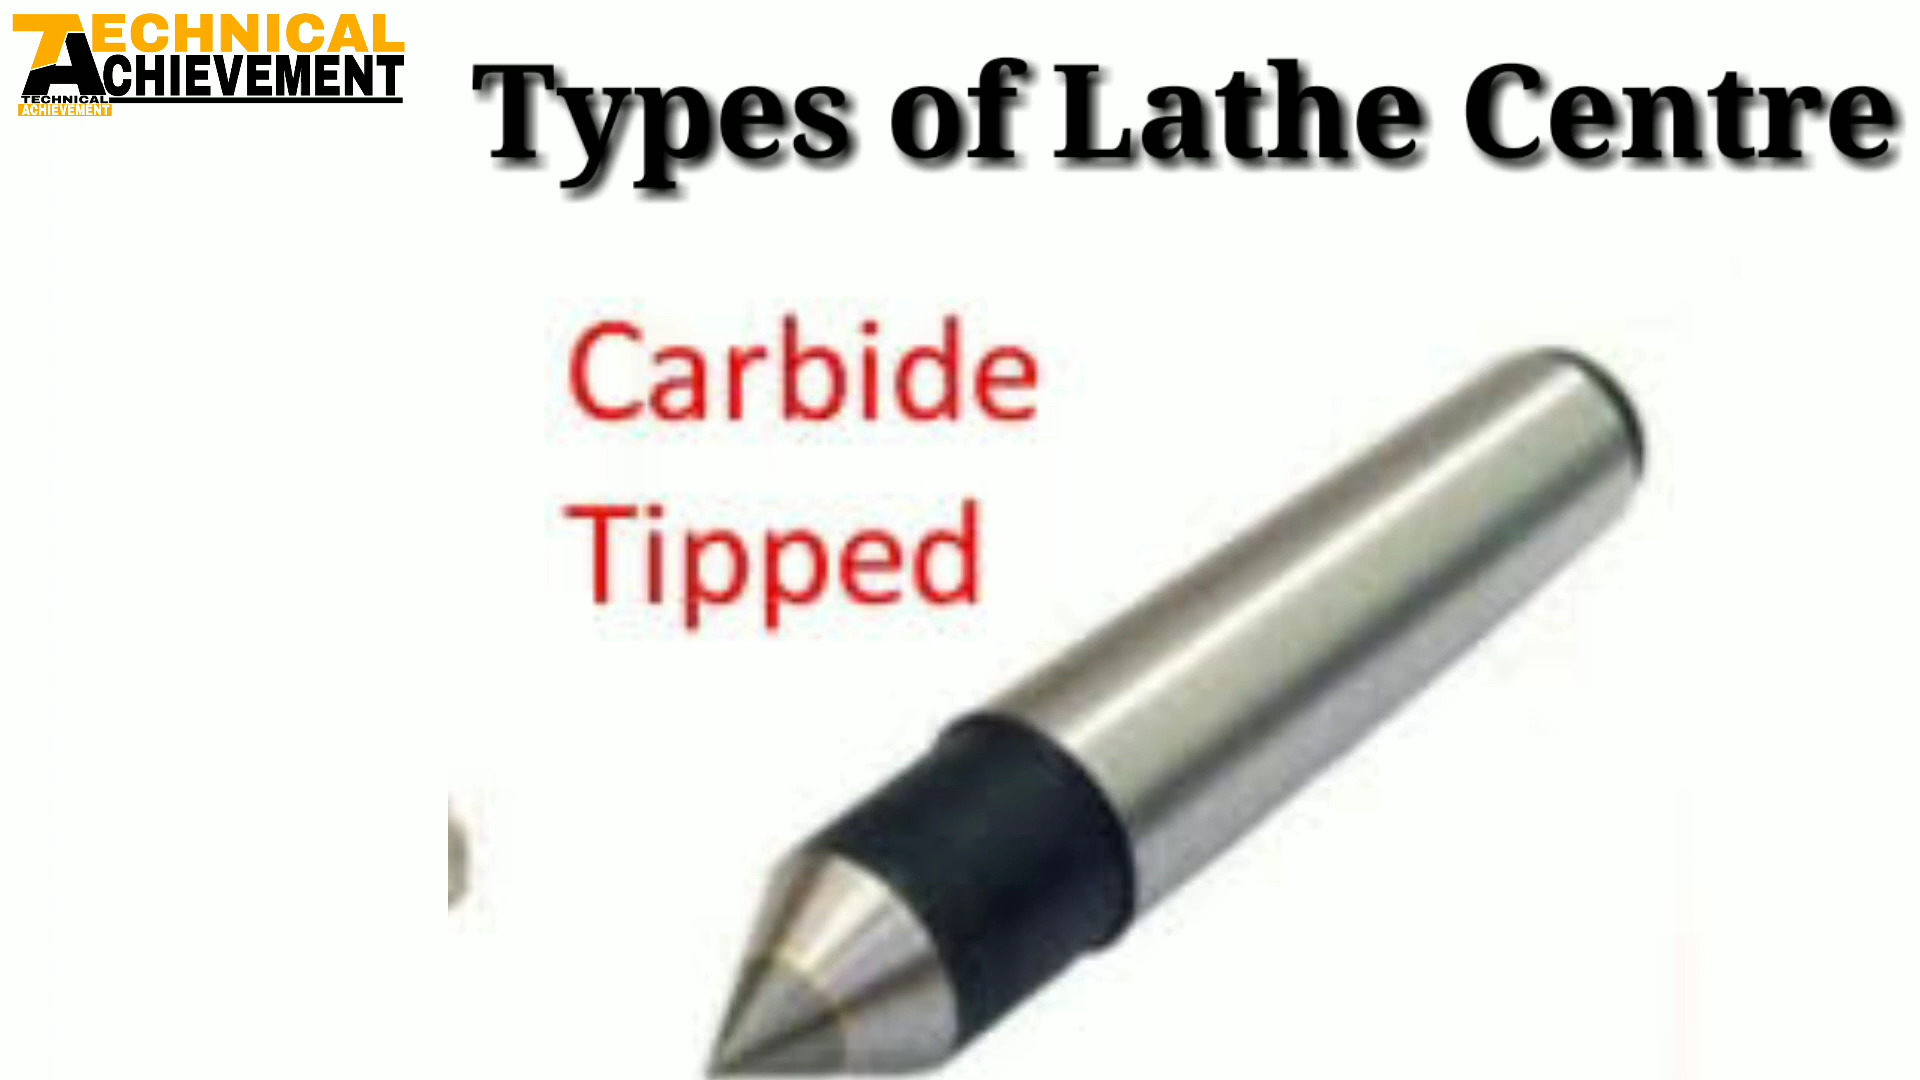 TECHNICAL
ACHIEVEMENT
TECHNICAL
ACHIEVEMENT
Types of Lathe Centre
Carbide
Tipped